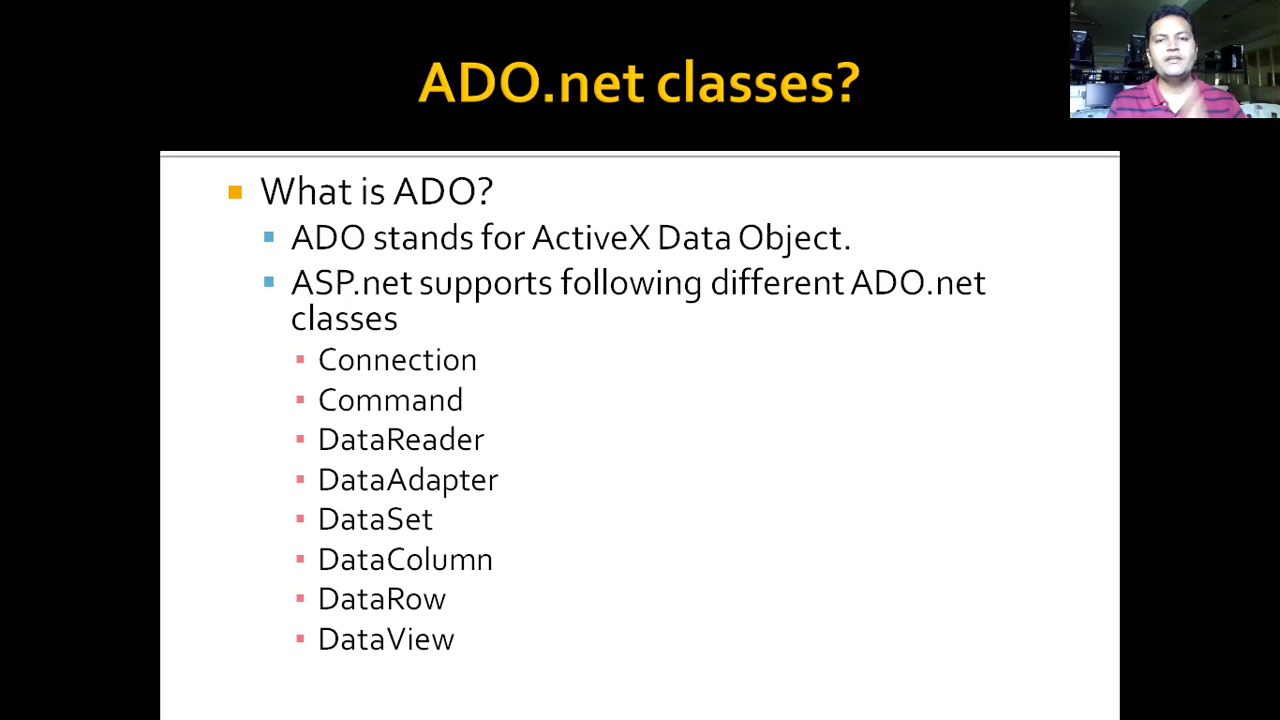 ADO.net classes?
What is ADO?
ADO stands for ActiveX Data Object.
ASP.net supports following different ADO.net
classes
Connection
Command
DataReader
DataAdapter
DataSet
DataColumn
DataRow
DataView